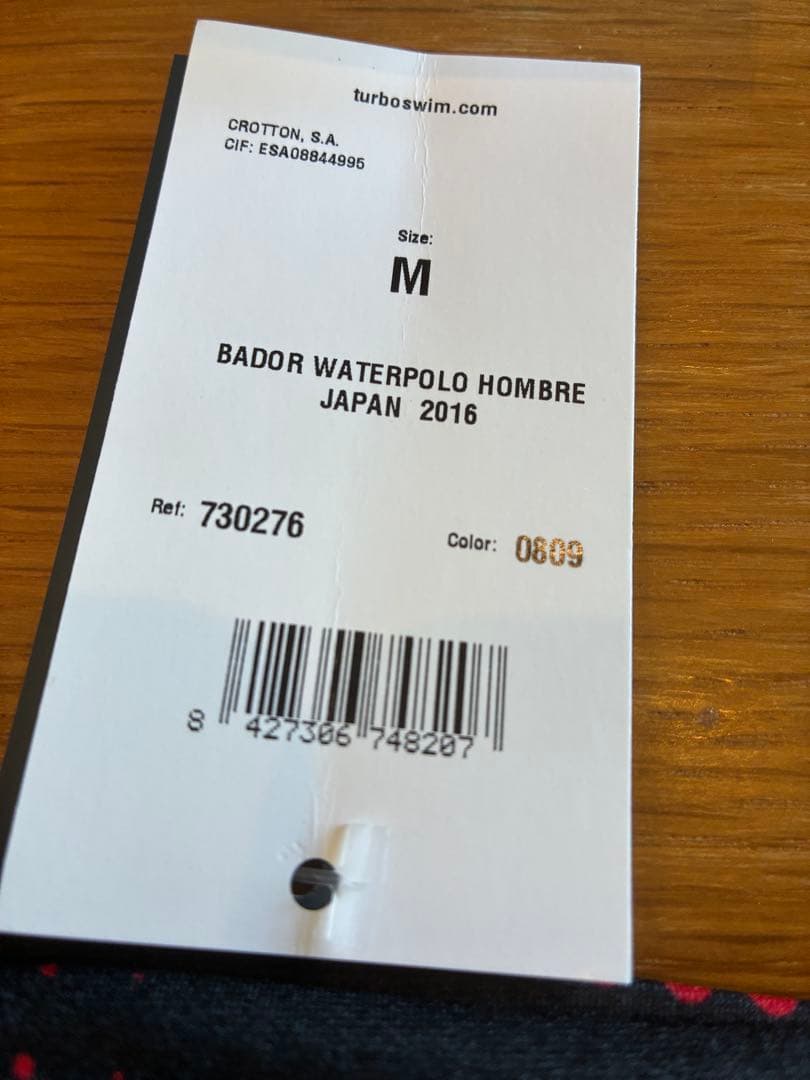 turboswim.com
CROTTON, S.A.
CIF: ESA08844995
Size:
M
BADOR WATERPOLO HOMBRE
JAPAN 2016
Ref: 730276
Color: 0809
8 427306 748207